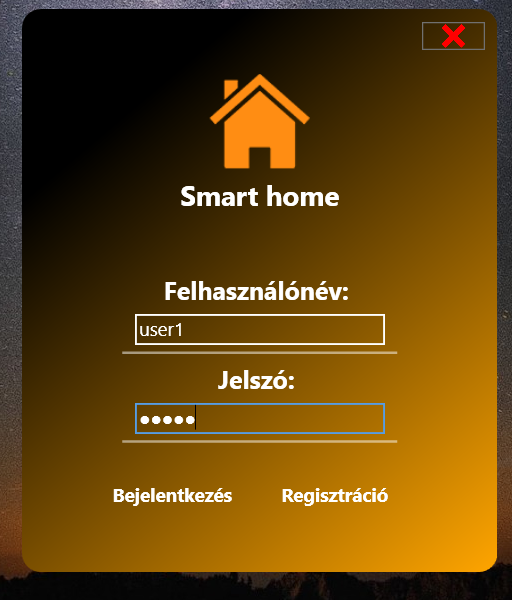 Smart home
Felhasználónév:
user1
Jelszó:
●●●●●
Bejelentkezés
Regisztráció